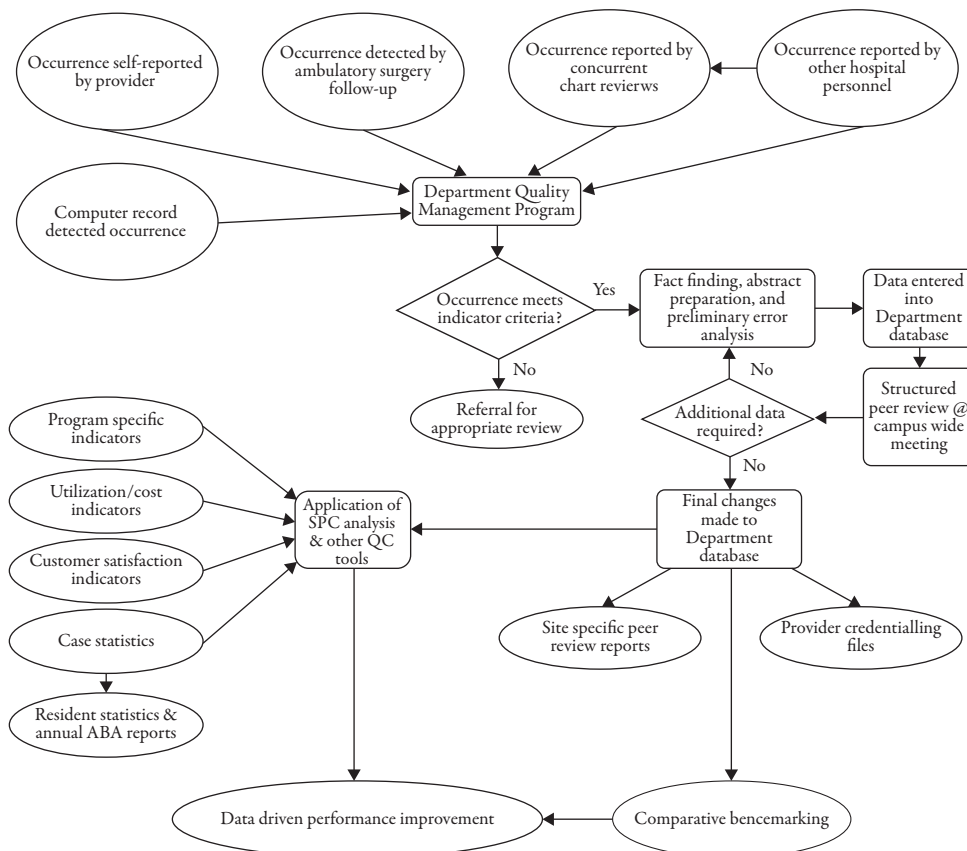 Occurrence self-reported
by provider
Occurrence detected by
ambulatory surgery
follow-up
Occurrence reported by
concurrent
chart revierws
Occurrence reported by
other hospital
personnel
Computer record
detected occurrence
Department Quality
Management Program
Occurrence meets
indicator criteria?
Yes
Fact finding, abstract
preparation, and
preliminary error
analysis
Data entered
into
Department
database
No
Referral for
appropriate review
No
Additional data
required?
Structured
peer review @
campus wide
meeting
No
Program specific
indicators
Utilization/cost
indicators
Customer satisfaction
indicators
Case statistics
Resident statistics &
annual ABA reports
Application of
SPC analysis
& other QC
tools
Final changes
made to
Department
database
Site specific peer
review reports
Provider credentialling
files
Data driven performance improvement
Comparative bencemarking